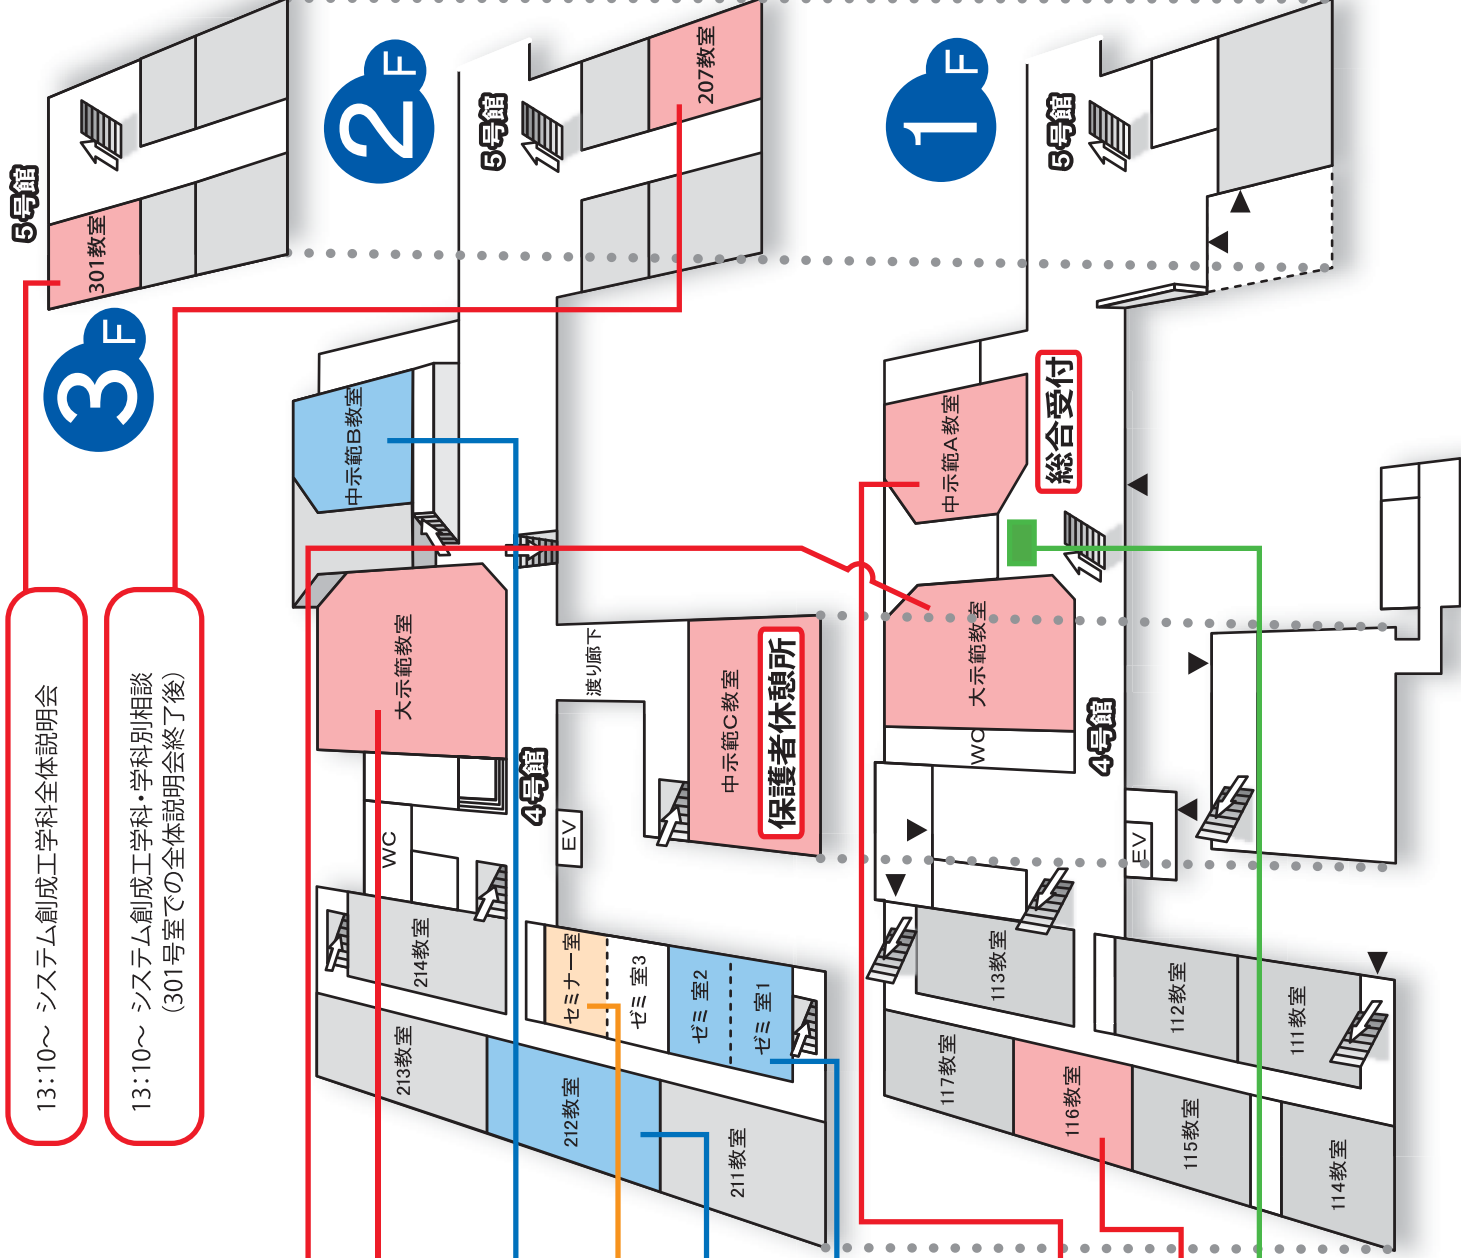 13:10～ システム創成工学科全体説明会
13:10～ システム創成工学科・学科別相談
(301号室での全体説明会終了後)
3F
5号館
301教室
2F
5号館
207教室
中示範B教室
大示範教室
渡り廊下
中示範C教室
保護者休憩所
4号館
WC
EV
214教室
213教室
212教室
211教室
セミナー室
ゼミ 室3
ゼミ 室2
ゼミ 室1
1F
5号館
総合受付
中示範A教室
大示範教室
WC
4号館
EV
113教室
112教室
111教室
117教室
116教室
115教室
114教室